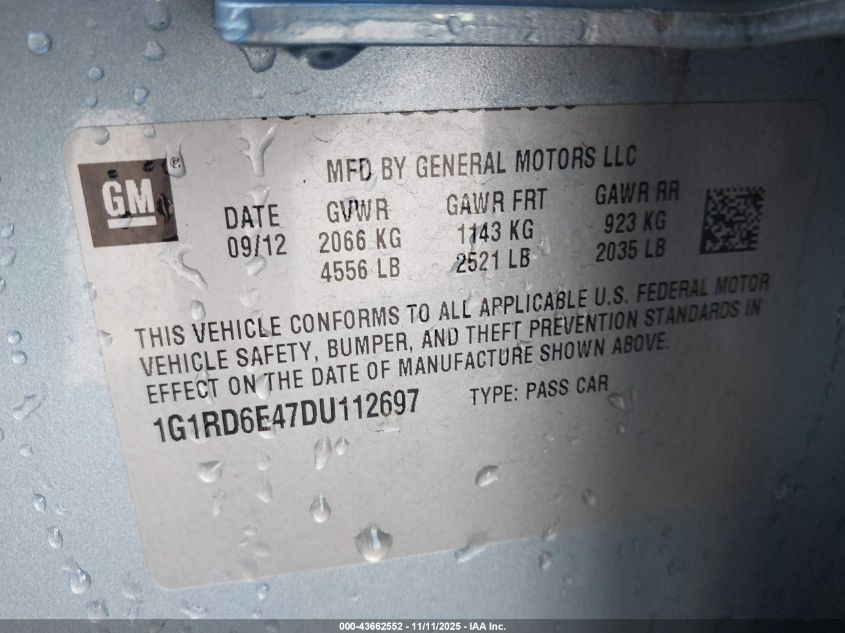 GM ®
MFD BY GENERAL MOTORS LLC
DATE GVWR GAWR FRT GAWR RR
09/12 2066 KG 1143 KG 923 KG
4556 LB 2521 LB 2035 LB
THIS VEHICLE CONFORMS TO ALL APPLICABLE U.S. FEDERAL MOTOR
VEHICLE SAFETY, BUMPER, AND THEFT PREVENTION STANDARDS IN
EFFECT ON THE DATE OF MANUFACTURE SHOWN ABOVE.
1G1RD6E47DU112697 TYPE: PASS CAR
000-43662552 - 11/11/2025 - IAA Inc.